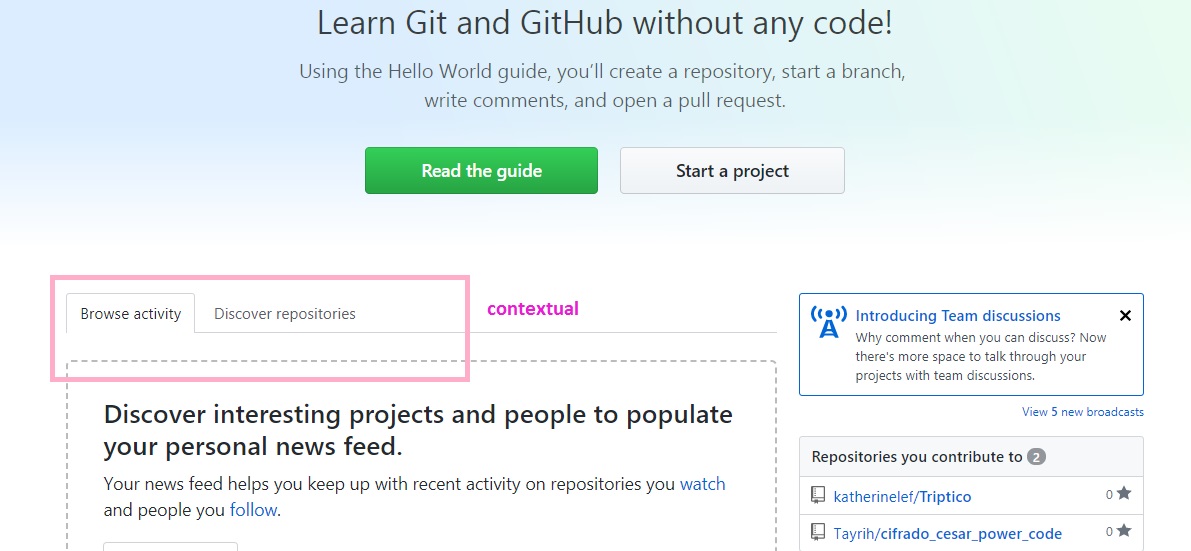 Learn Git and GitHub without any code!
Using the Hello World guide, you’ll create a repository, start a branch,
write comments, and open a pull request.
Read the guide
Start a project
Browse activity
Discover repositories
contextual
Discover interesting projects and people to populate
your personal news feed.
Your news feed helps you keep up with recent activity on repositories you watch
and people you follow.
Introducing Team discussions
Why comment when you can discuss? Now
there's more space to talk through your
projects with team discussions.
View 5 new broadcasts
Repositories you contribute to 2
katherinelef/Triptico 0
Tayrih/cifrado_cesar_power_code 0